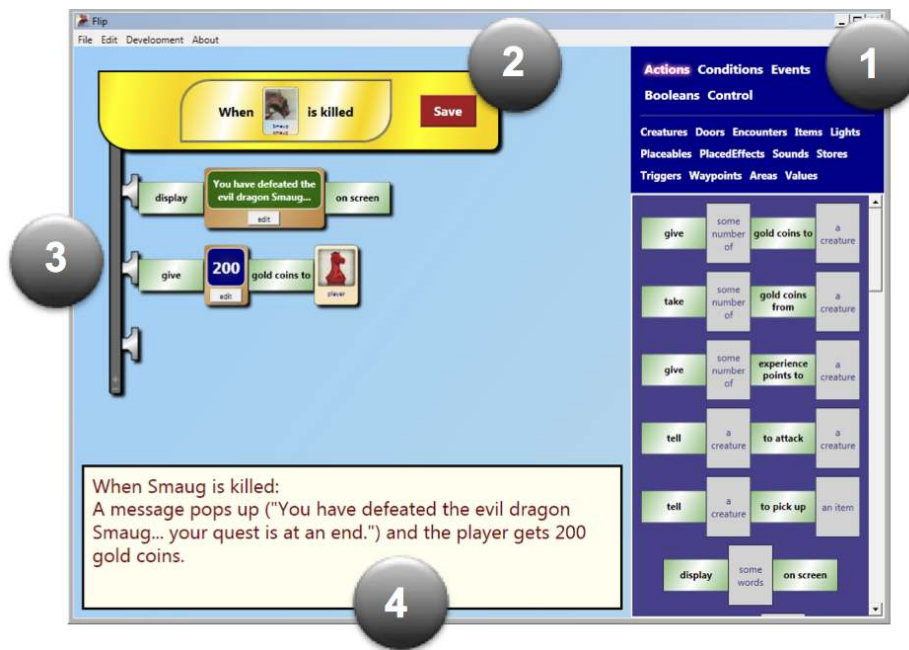 Flip
File Edit Development About
1
2
3
4
When Smaug smaug is killed
Save
display You have defeated the evil dragon Smaug... edit on screen
give 200 edit gold coins to player
When Smaug is killed:
A message pops up ("You have defeated the evil dragon
Smaug... your quest is at an end.") and the player gets 200
gold coins.
Actions Conditions Events
Booleans Control
Creatures Doors Encounters Items Lights
Placeables PlacedEffects Sounds Stores
Triggers Waypoints Areas Values
give some number of gold coins to a creature
take some number of gold coins from a creature
give some number of experience points to a creature
tell a creature to attack a creature
tell a creature to pick up an item
display some words on screen